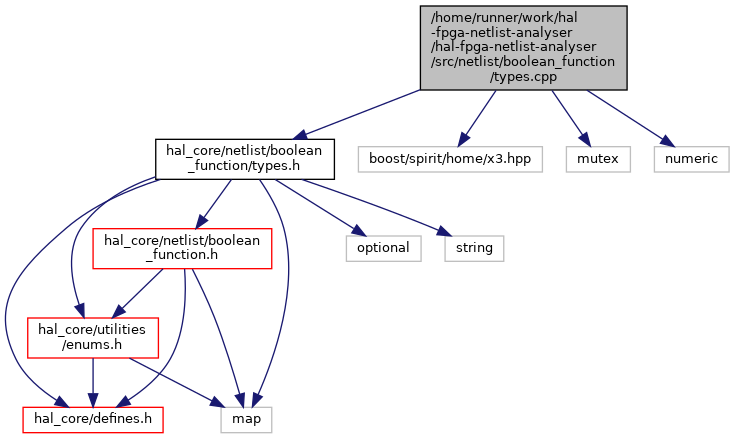 /home/runner/work/hal
-fpga-netlist-analyser
/hal-fpga-netlist-analyser
/src/netlist/boolean_function
/types.cpp
hal_core/netlist/boolean
_function/types.h
boost/spirit/home/x3.hpp
mutex
numeric
hal_core/netlist/boolean
_function.h
optional
string
hal_core/utilities
/enums.h
hal_core/defines.h
map